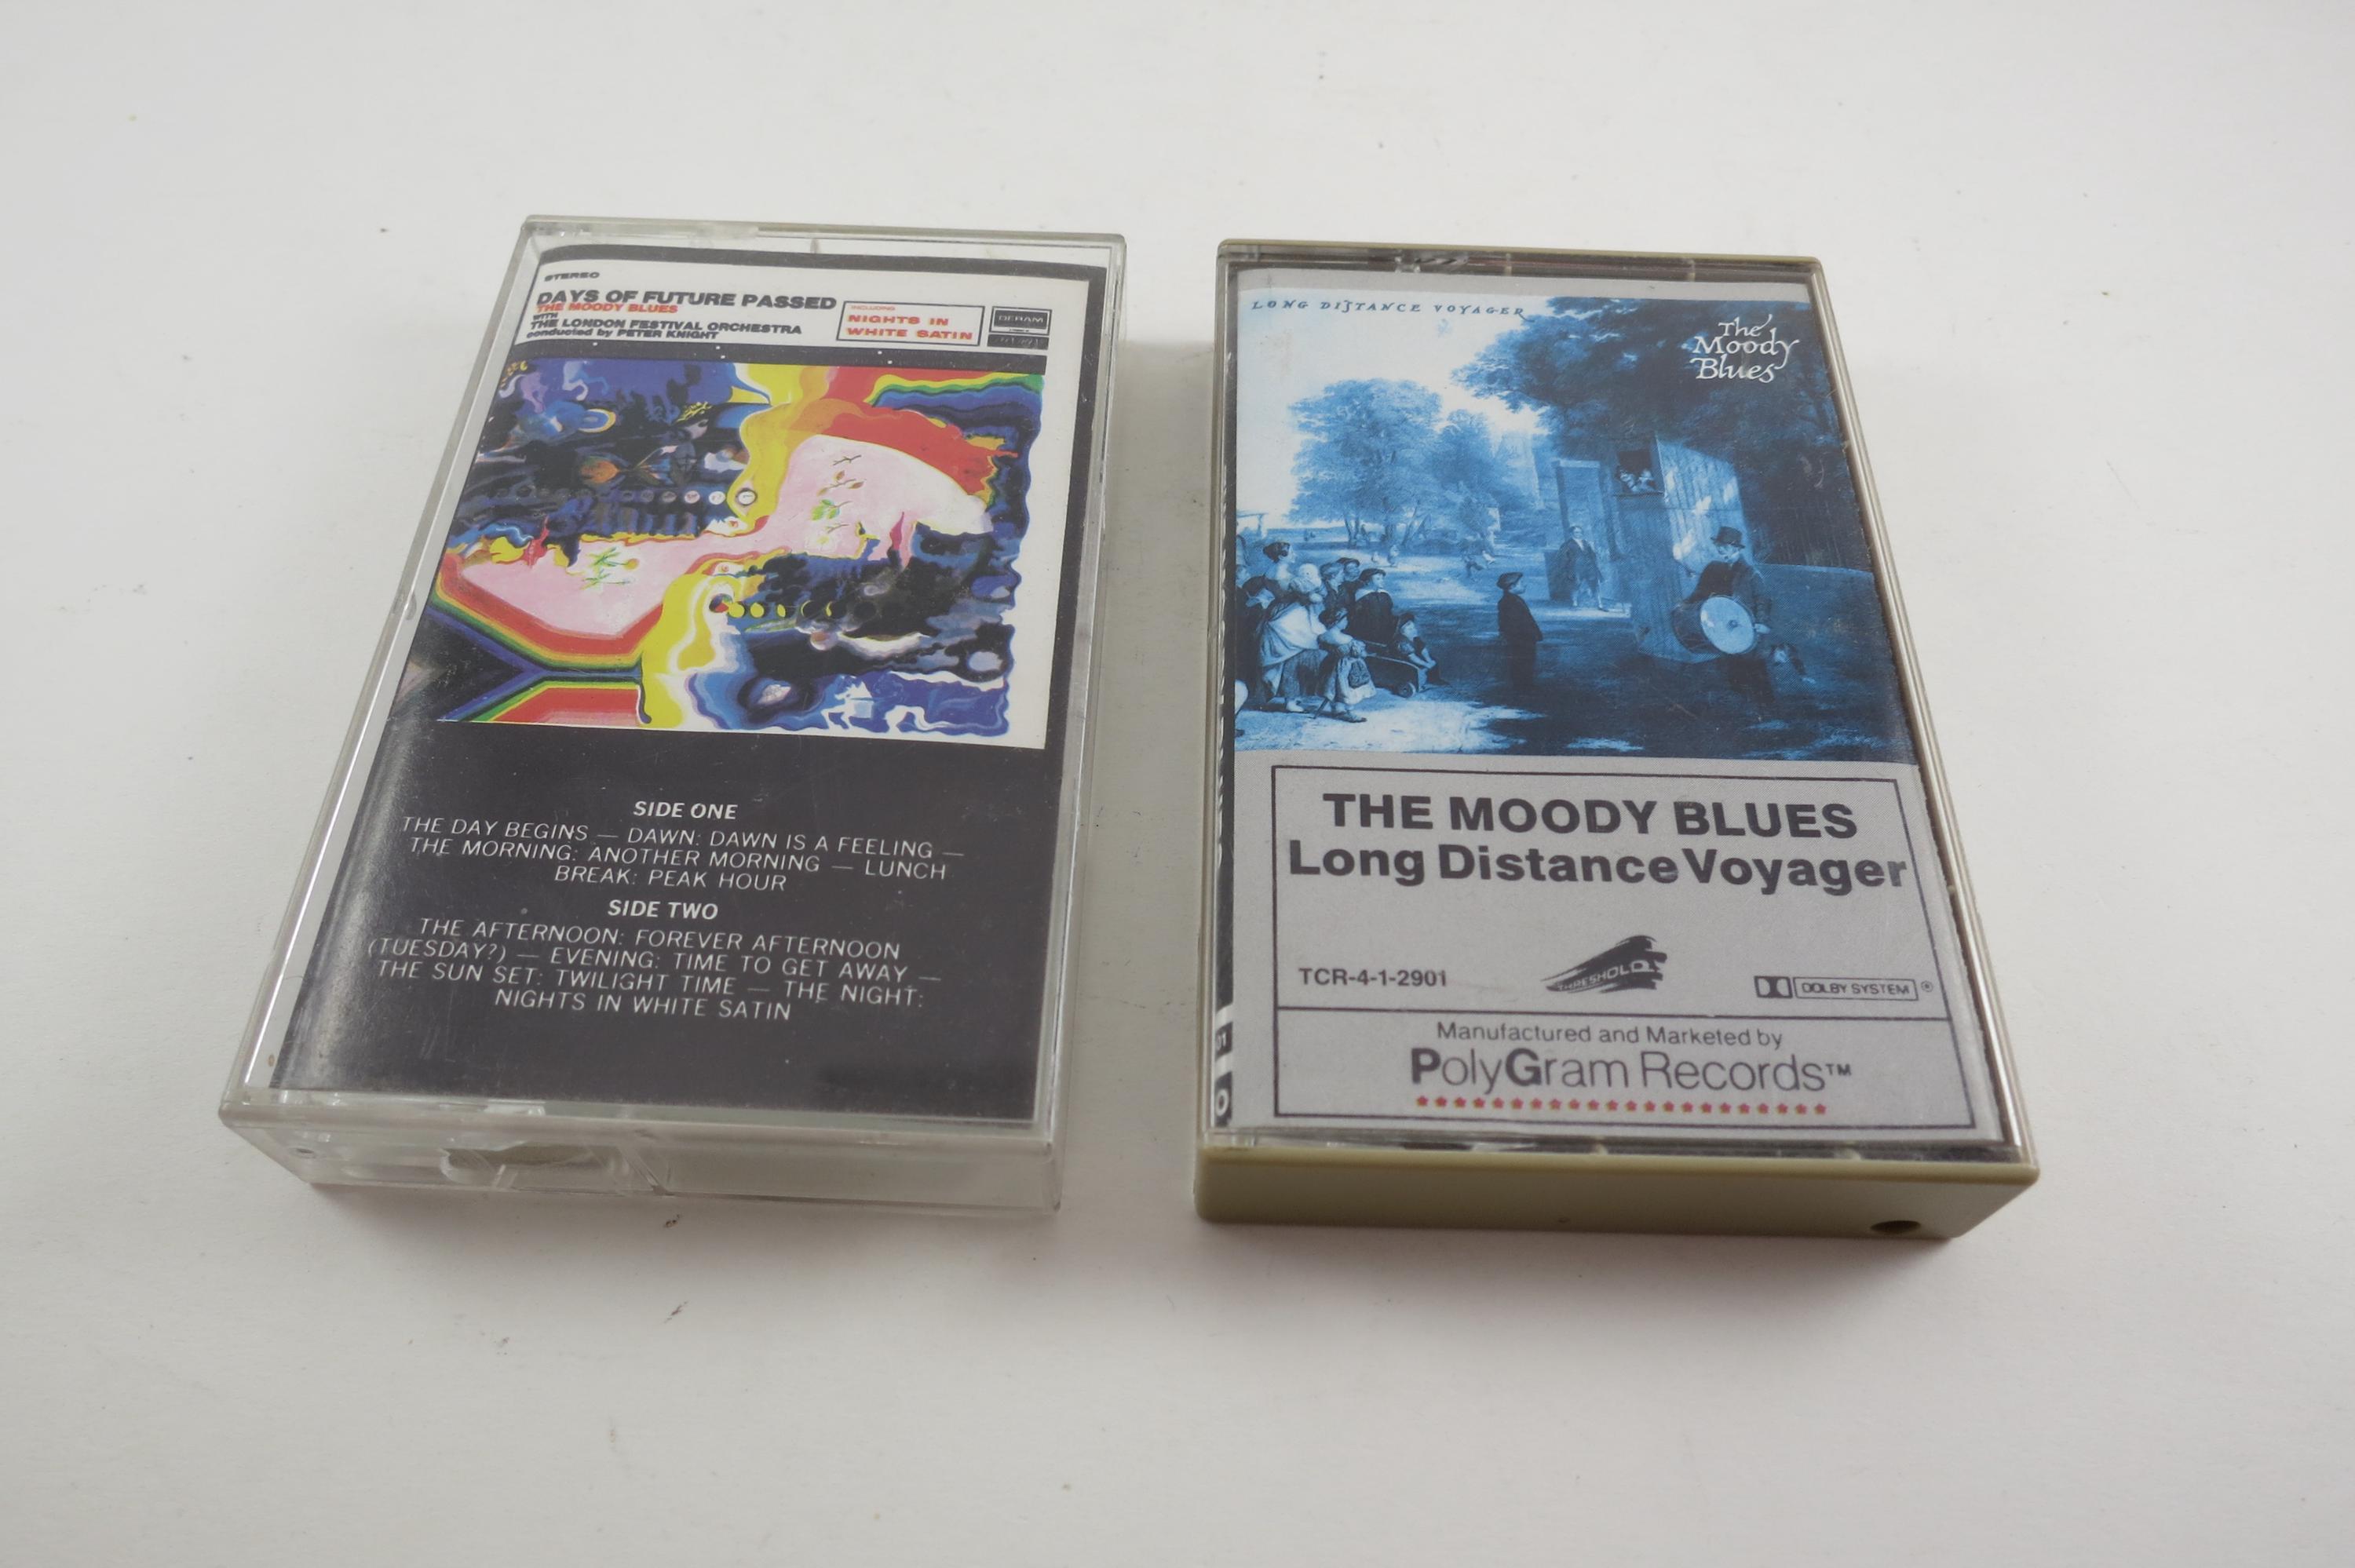 STEREO
DAYS OF FUTURE PASSED
THE MOODY BLUES
WITH
THE LONDON FESTIVAL ORCHESTRA
conducted by PETER KNIGHT
INCLUDING
NIGHTS IN
WHITE SATIN
DERAM
SIDE ONE
THE DAY BEGINS — DAWN: DAWN IS A FEELING —
THE MORNING: ANOTHER MORNING — LUNCH
BREAK: PEAK HOUR
SIDE TWO
THE AFTERNOON: FOREVER AFTERNOON
(TUESDAY?) — EVENING: TIME TO GET AWAY —
THE SUN SET: TWILIGHT TIME — THE NIGHT:
NIGHTS IN WHITE SATIN
LONG DISTANCE VOYAGER
The
Moody
Blues
THE MOODY BLUES
Long Distance Voyager
TCR-4-1-2901
THRESHOLD
DOLBY SYSTEM ®
Manufactured and Marketed by
PolyGram Records™